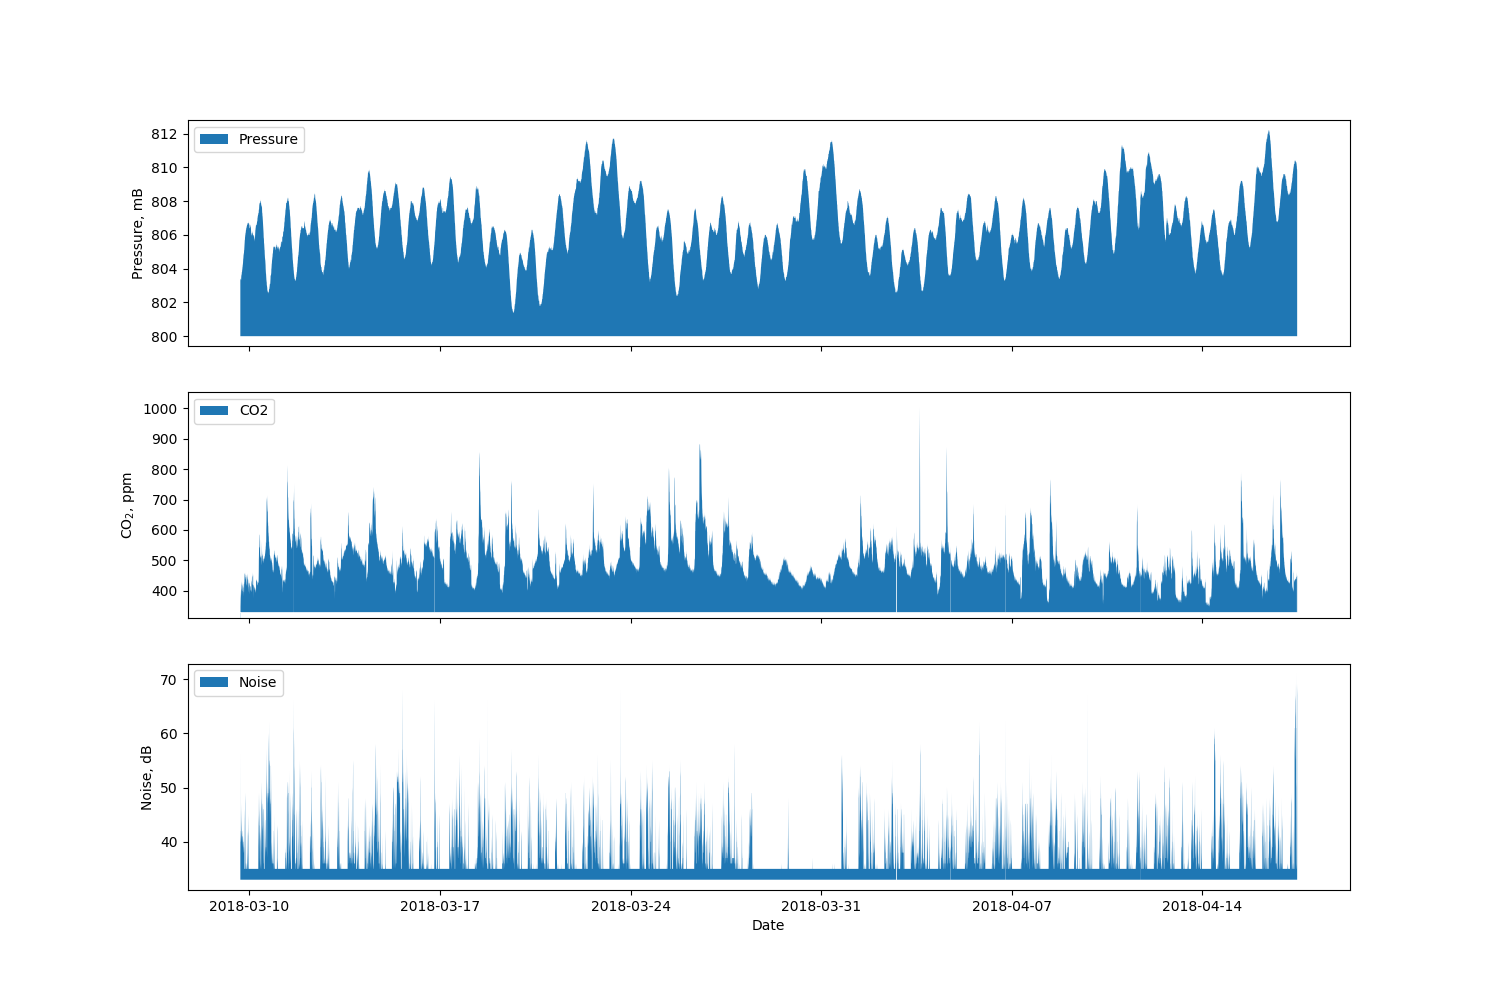 Pressure
Pressure, mB
812
810
808
806
804
802
800
CO2
CO₂, ppm
1000
900
800
700
600
500
400
Noise
Noise, dB
70
60
50
40
2018-03-10 2018-03-17 2018-03-24 2018-03-31 2018-04-07 2018-04-14
Date